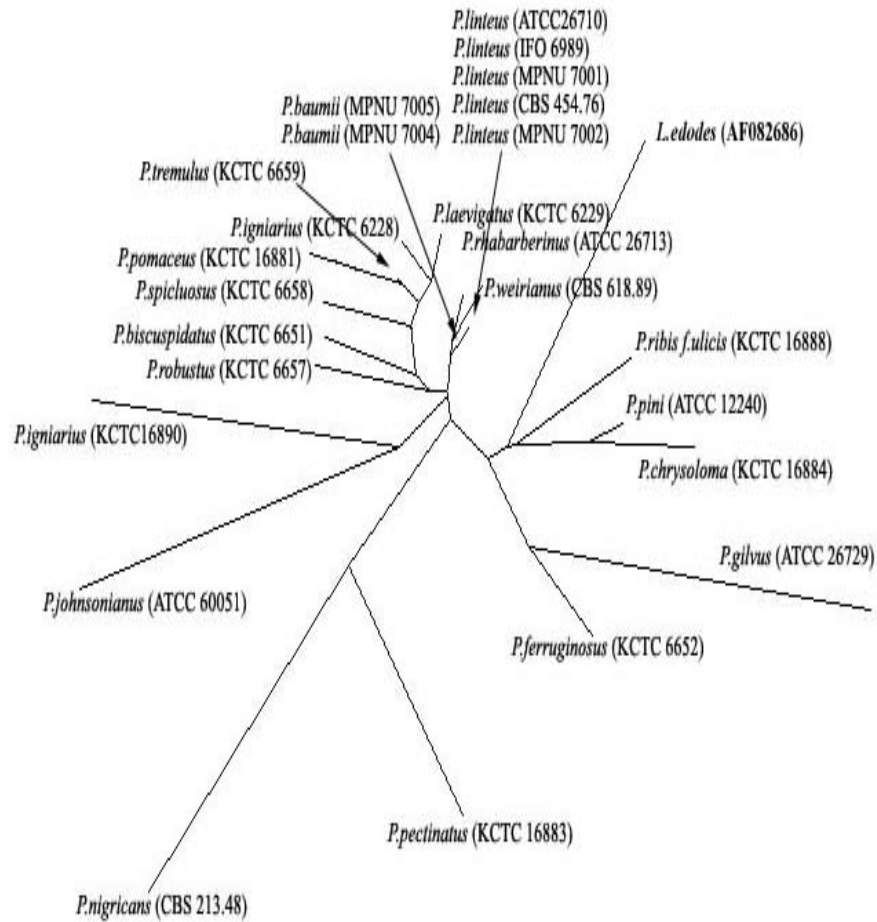 P.linteus (ATCC26710)
P.linteus (IFO 6989)
P.linteus (MPNU 7001)
P.baumii (MPNU 7005)
P.linteus (CBS 454.76)
P.baumii (MPNU 7004)
P.linteus (MPNU 7002)
L.edodes (AF082686)
P.tremulus (KCTC 6659)
P.laevigatus (KCTC 6229)
P.igniarius (KCTC 6228)
P.rhabarberinus (ATCC 26713)
P.pomaceus (KCTC 16881)
P.weirianus (CBS 618.89)
P.spicluosus (KCTC 6658)
P.biscuspidatus (KCTC 6651)
P.ribis f.ulicis (KCTC 16888)
P.robustus (KCTC 6657)
P.pini (ATCC 12240)
P.igniarius (KCTC16890)
P.chrysoloma (KCTC 16884)
P.gilvus (ATCC 26729)
P.johnsonianus (ATCC 60051)
P.ferruginosus (KCTC 6652)
P.pectinatus (KCTC 16883)
P.nigricans (CBS 213.48)